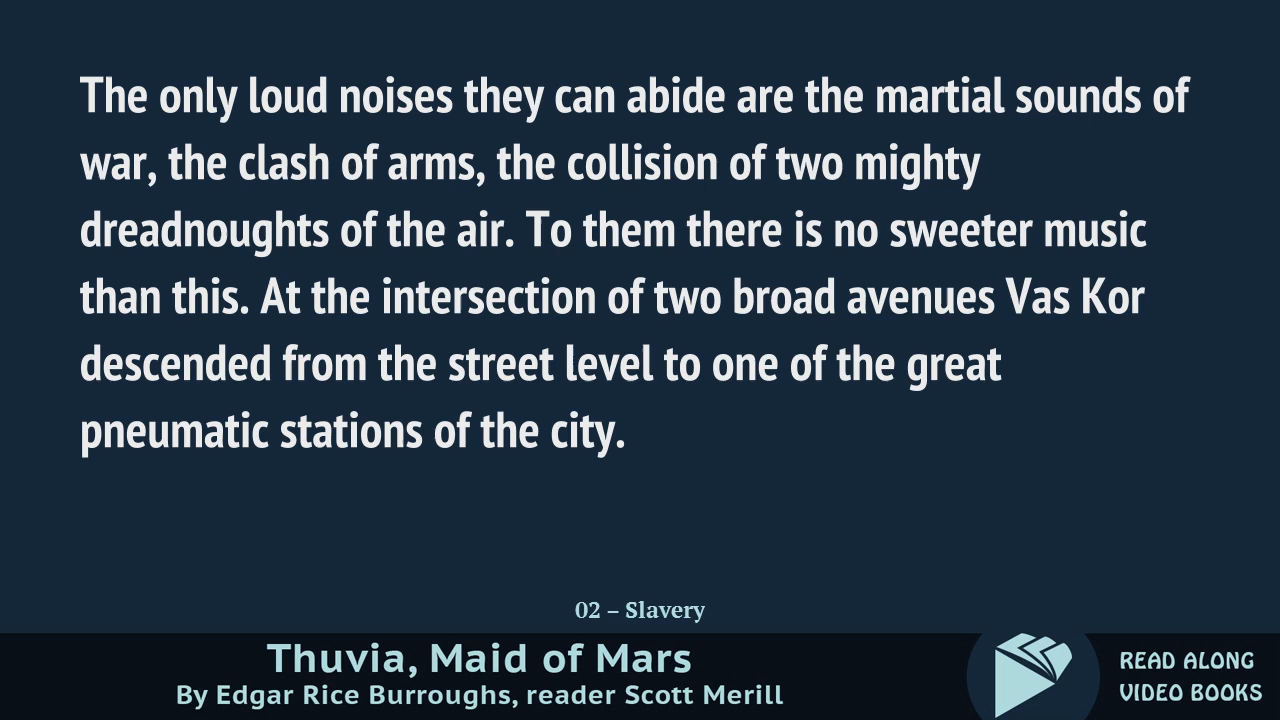 The only loud noises they can abide are the martial sounds of
war, the clash of arms, the collision of two mighty
dreadnoughts of the air. To them there is no sweeter music
than this. At the intersection of two broad avenues Vas Kor
descended from the street level to one of the great
pneumatic stations of the city.
02 – Slavery
Thuvia, Maid of Mars
By Edgar Rice Burroughs, reader Scott Merill
READ ALONG
VIDEO BOOKS